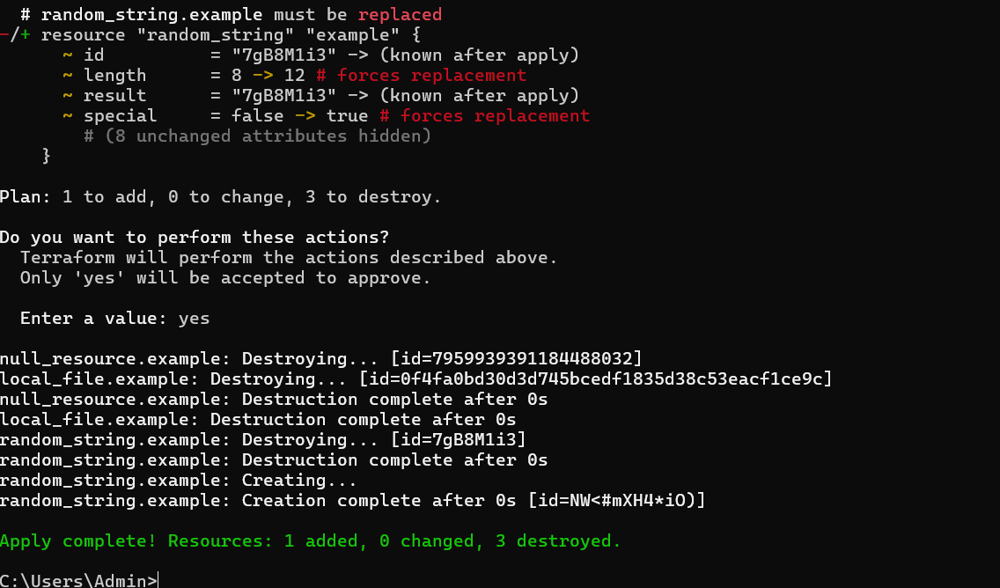 # random_string.example must be replaced
-/+ resource "random_string" "example" {
~ id = "7gB8M1i3" -> (known after apply)
~ length = 8 -> 12 # forces replacement
~ result = "7gB8M1i3" -> (known after apply)
~ special = false -> true # forces replacement
# (8 unchanged attributes hidden)
}
Plan: 1 to add, 0 to change, 3 to destroy.
Do you want to perform these actions?
Terraform will perform the actions described above.
Only 'yes' will be accepted to approve.
Enter a value: yes
null_resource.example: Destroying... [id=7959939391184488032]
local_file.example: Destroying... [id=0f4fa0bd30d3d745bcedf1835d38c53eacf1ce9c]
null_resource.example: Destruction complete after 0s
local_file.example: Destruction complete after 0s
random_string.example: Destroying... [id=7gB8M1i3]
random_string.example: Destruction complete after 0s
random_string.example: Creating...
random_string.example: Creation complete after 0s [id=NW<#mXH4*iO)]
Apply complete! Resources: 1 added, 0 changed, 3 destroyed.
C:\Users\Admin>